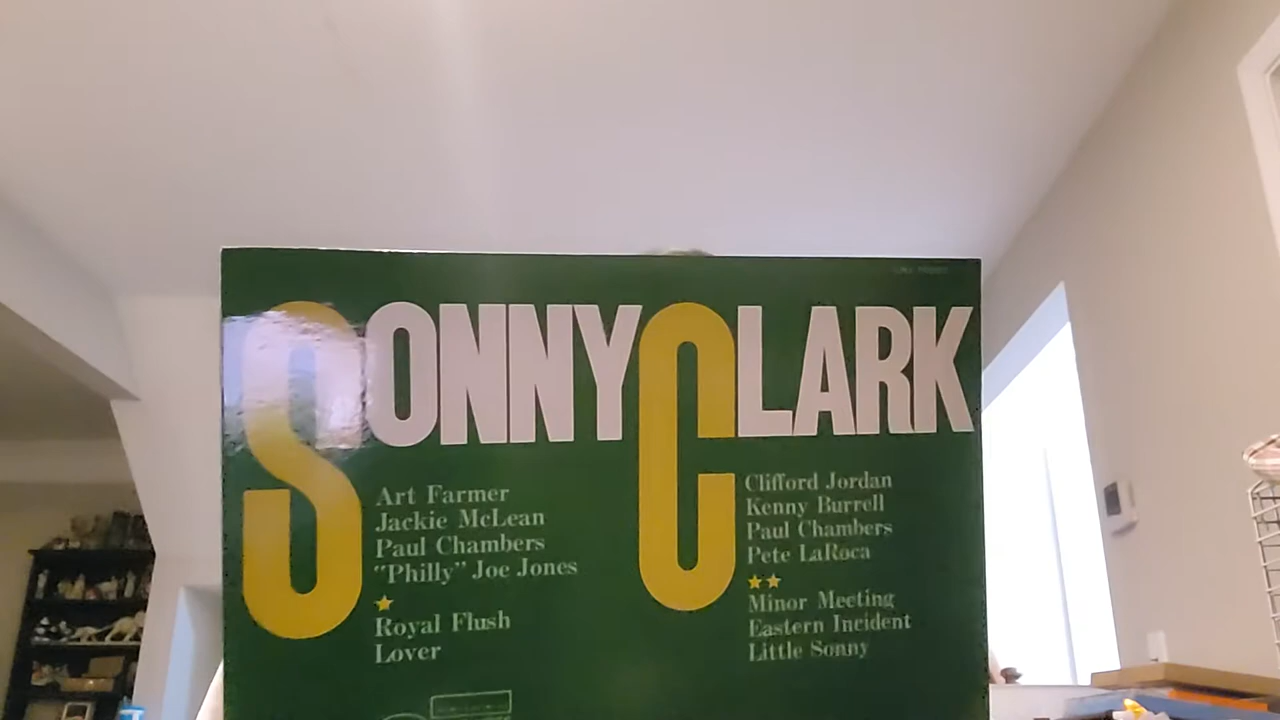 SONNY CLARK
Art Farmer
Jackie McLean
Paul Chambers
"Philly" Joe Jones
Royal Flush
Lover
Clifford Jordan
Kenny Burrell
Paul Chambers
Pete LaRoca
Minor Meeting
Eastern Incident
Little Sonny